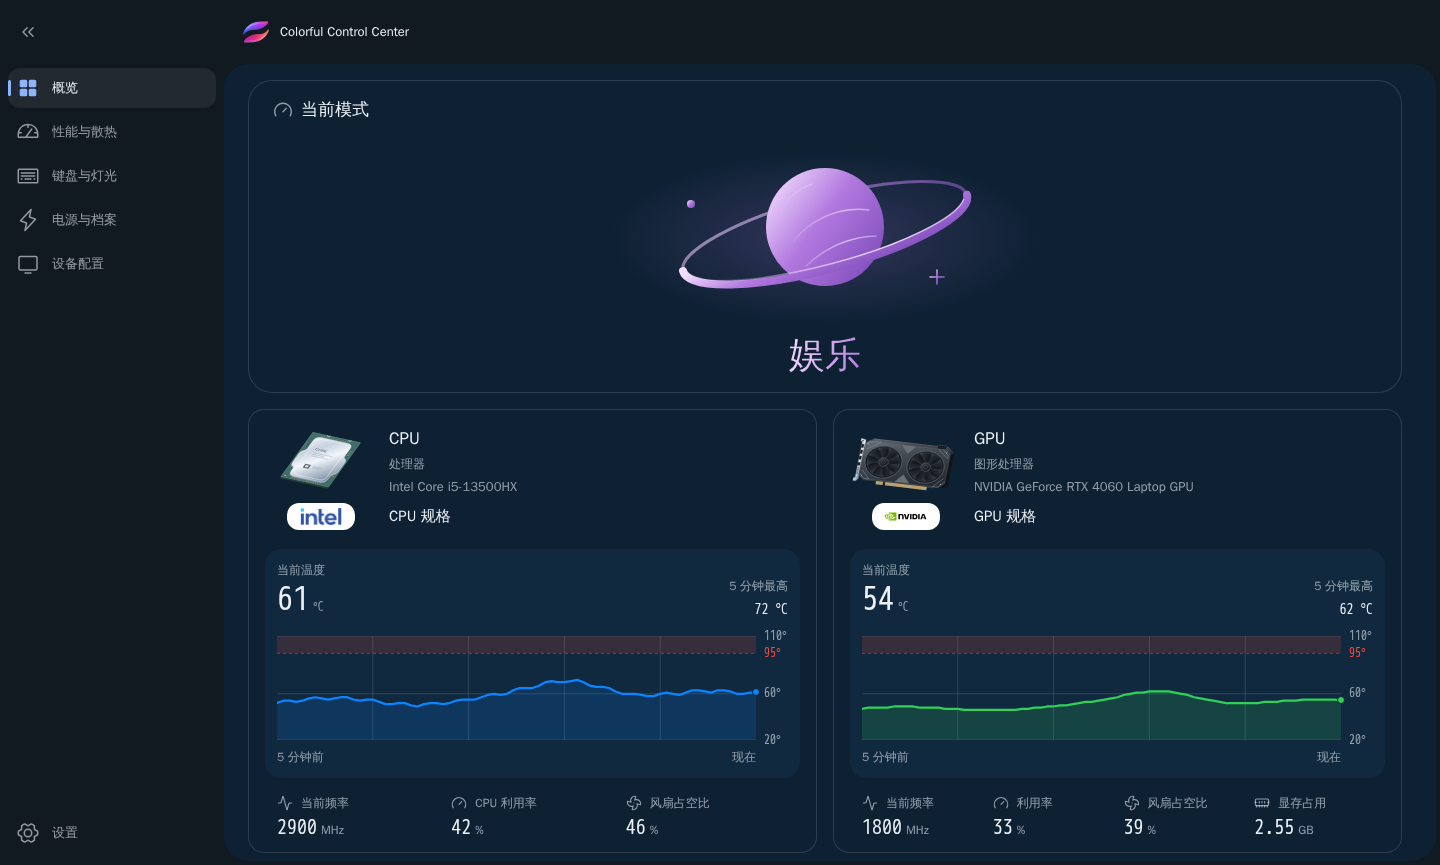 Colorful Control Center
概览
性能与散热
键盘与灯光
电源与档案
设备配置
设置
当前模式
娱乐
CPU
处理器
Intel Core i5-13500HX
intel
CPU 规格
当前温度
61 °C
5 分钟最高
72 °C
110°
95°
60°
20°
5 分钟前
现在
当前频率
2900 MHz
CPU 利用率
42 %
风扇占空比
46 %
GPU
图形处理器
NVIDIA GeForce RTX 4060 Laptop GPU
NVIDIA
GPU 规格
当前温度
54 °C
5 分钟最高
62 °C
110°
95°
60°
20°
5 分钟前
现在
当前频率
1800 MHz
利用率
33 %
风扇占空比
39 %
显存占用
2.55 GB